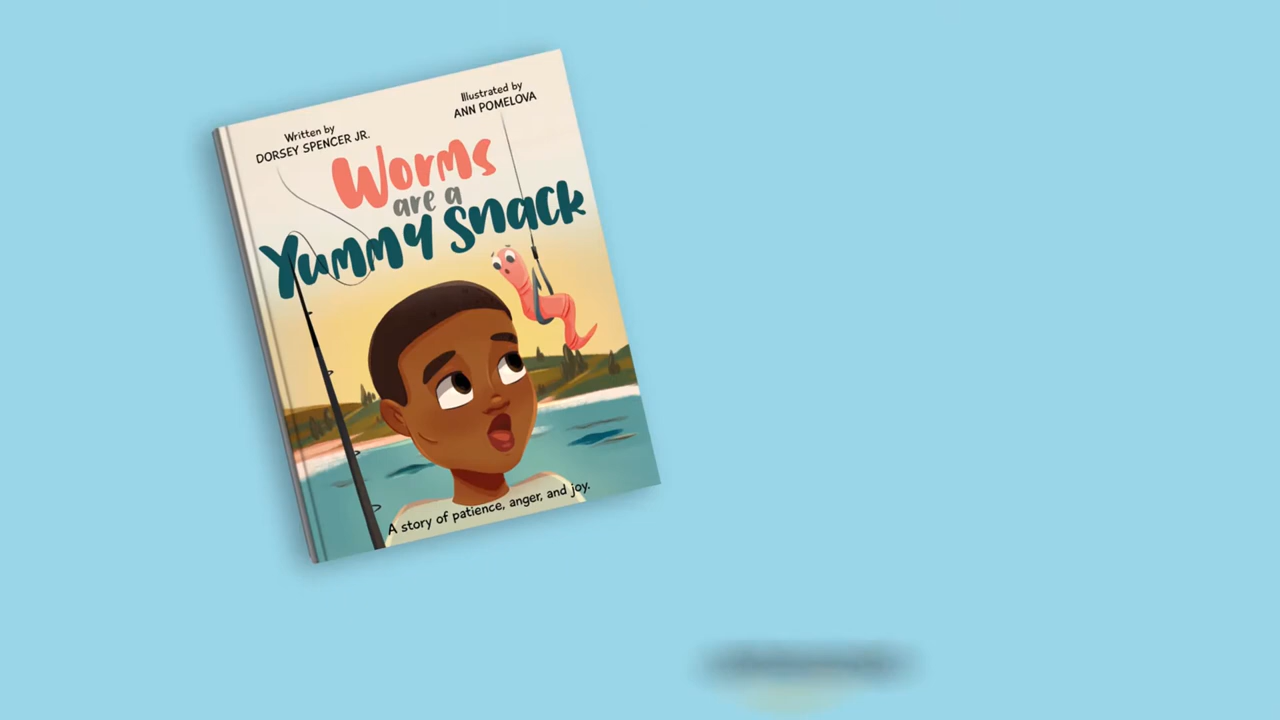 Written by
DORSEY SPENCER JR.
Illustrated by
ANN POMELOVA
Worms
are a
Yummy Snack
A story of patience, anger, and joy.